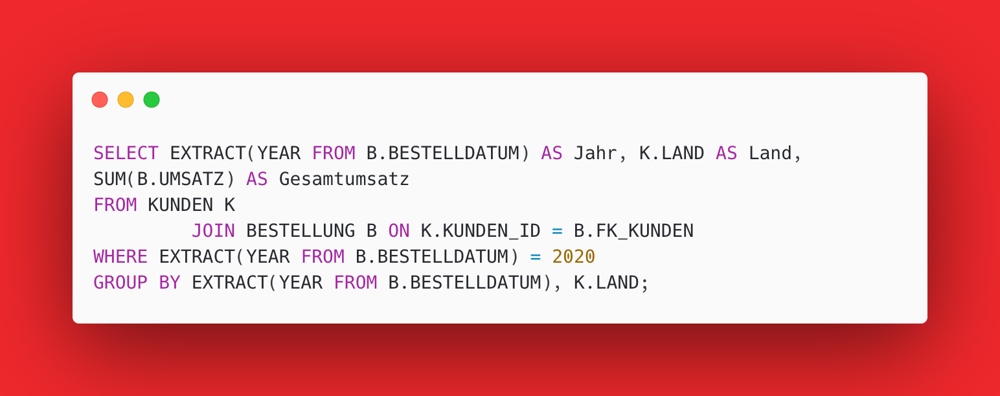 SELECT EXTRACT(YEAR FROM B.BESTELLDATUM) AS Jahr, K.LAND AS Land,
SUM(B.UMSATZ) AS Gesamtumsatz
FROM KUNDEN K
         JOIN BESTELLUNG B ON K.KUNDEN_ID = B.FK_KUNDEN
WHERE EXTRACT(YEAR FROM B.BESTELLDATUM) = 2020
GROUP BY EXTRACT(YEAR FROM B.BESTELLDATUM), K.LAND;